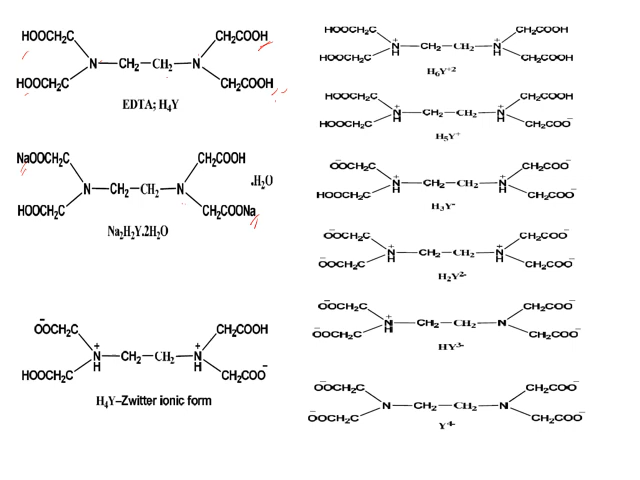 HOOCH₂C CH₂COOH
N—CH₂—CH₂—N
HOOCH₂C CH₂COOH
EDTA; H₄Y
NaOOCH₂C CH₂COOH
.H₂O
N—CH₂—CH₂—N
HOOCH₂C CH₂COONa
Na₂H₂Y.2H₂O
⁻OOCH₂C CH₂COOH
N⁺H—CH₂—CH₂—N⁺H
HOOCH₂C CH₂COO⁻
H₄Y–Zwitter ionic form
HOOCH₂C CH₂COOH
N⁺H—CH₂—CH₂—N⁺H
HOOCH₂C CH₂COOH
H₆Y⁺²
HOOCH₂C CH₂COOH
N⁺H—CH₂—CH₂—N⁺H
HOOCH₂C CH₂COO⁻
H₅Y⁺
⁻OOCH₂C CH₂COO⁻
N⁺H—CH₂—CH₂—N⁺H
HOOCH₂C CH₂COO⁻
H₃Y⁻
⁻OOCH₂C CH₂COO⁻
N⁺H—CH₂—CH₂—N⁺H
⁻OOCH₂C CH₂COO⁻
H₂Y²⁻
⁻OOCH₂C CH₂COO⁻
N⁺H—CH₂—CH₂—N
⁻OOCH₂C CH₂COO⁻
HY³⁻
⁻OOCH₂C CH₂COO⁻
N—CH₂—CH₂—N
⁻OOCH₂C CH₂COO⁻
Y⁴⁻